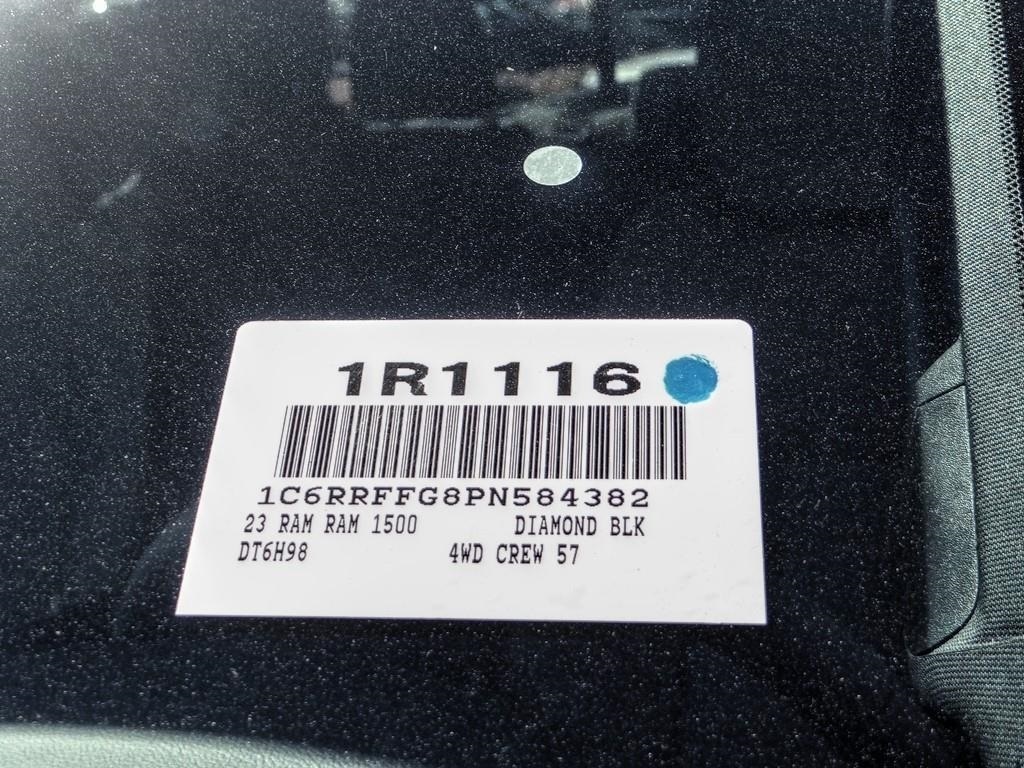 1R1116
1C6RRFFG8PN584382
23 RAM RAM 1500 DIAMOND BLK
DT6H98 4WD CREW 57